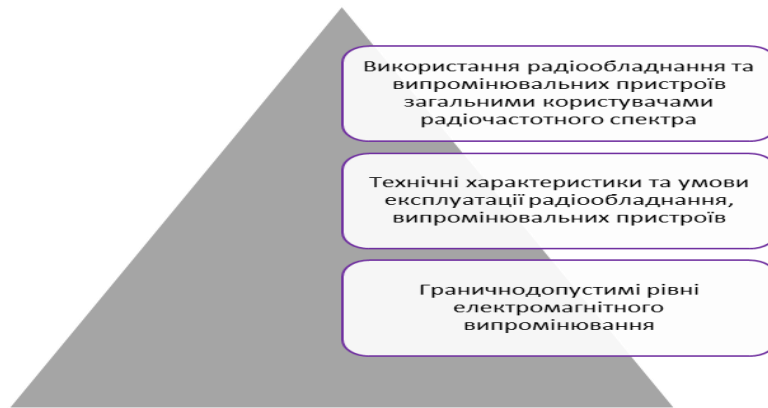 Використання радіообладнання та
випромінювальних пристроїв
загальними користувачами
радіочастотного спектра
Технічні характеристики та умови
експлуатації радіообладнання,
випромінювальних пристроїв
Граничнодопустимі рівні
електромагнітного
випромінювання